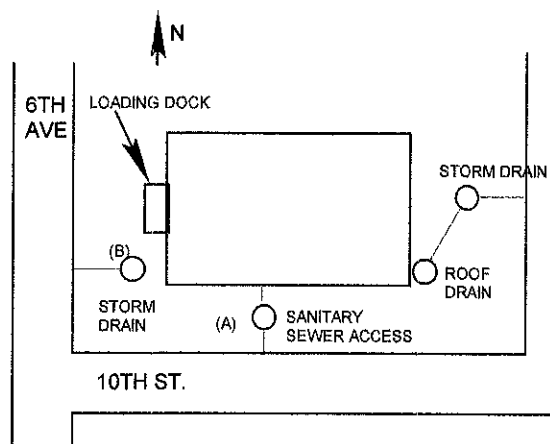 N
6TH
AVE
LOADING DOCK
STORM DRAIN
(B)
ROOF
DRAIN
STORM
DRAIN
(A)
SANITARY
SEWER ACCESS
10TH ST.